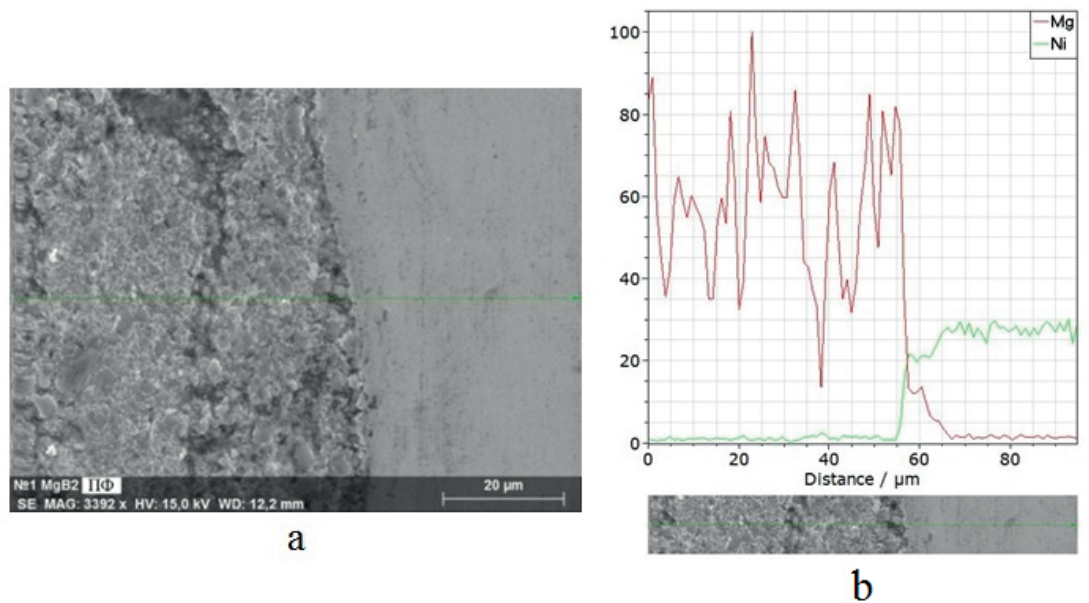 №1 MgB2 ПФ
SE MAG: 3392 x HV: 15,0 kV WD: 12,2 mm
20 µm
a
Mg
Ni
100
80
60
40
20
0
0 20 40 60 80
Distance / µm
b